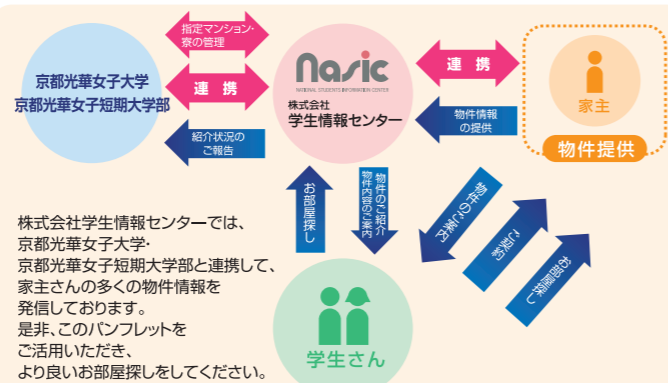 指定マンション・
寮の管理
京都光華女子大学
京都光華女子短期大学部
連携
紹介状況の
ご報告
nasic
NATIONAL STUDENTS INFORMATION CENTER
株式会社
学生情報センター
連携
物件情報
の提供
家主
物件提供
お部屋探し
物件のご紹介
物件内容のご案内
物件のご案内
ご契約
お部屋探し
学生さん
株式会社学生情報センターでは、
京都光華女子大学・
京都光華女子短期大学部と連携して、
家主さんの多くの物件情報を
発信しております。
是非、このパンフレットを
ご活用いただき、
より良いお部屋探しをしてください。